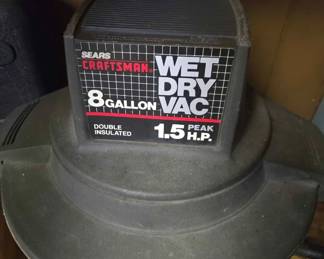 SEARS
CRAFTSMAN
WET
DRY
VAC
8 GALLON
DOUBLE
INSULATED
1.5 PEAK
H.P.